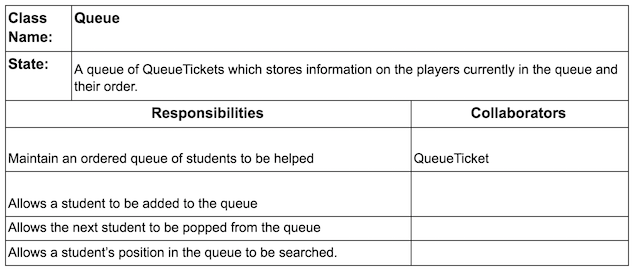 Class Queue
Name:
State:
A queue of QueueTickets which stores information on the players currently in the queue and
their order.
Responsibilities Collaborators
Maintain an ordered queue of students to be helped QueueTicket
Allows a student to be added to the queue
Allows the next student to be popped from the queue
Allows a student's position in the queue to be searched.